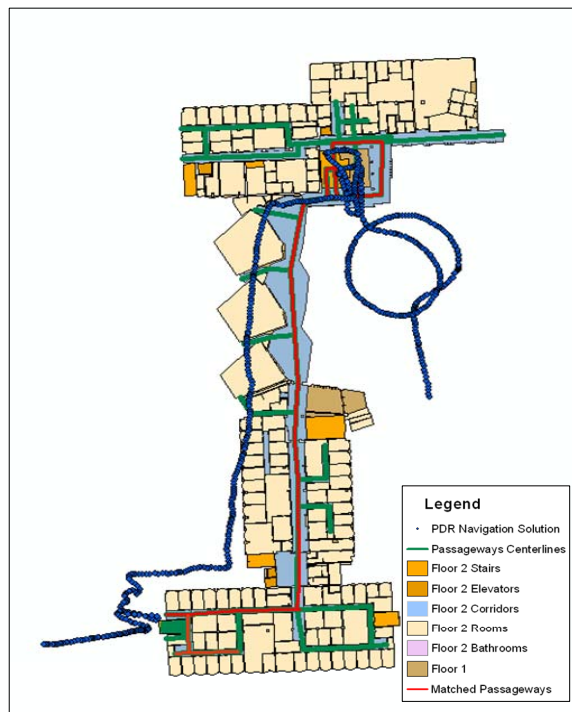 Legend
PDR Navigation Solution
Passageways Centerlines
Floor 2 Stairs
Floor 2 Elevators
Floor 2 Corridors
Floor 2 Rooms
Floor 2 Bathrooms
Floor 1
Matched Passageways